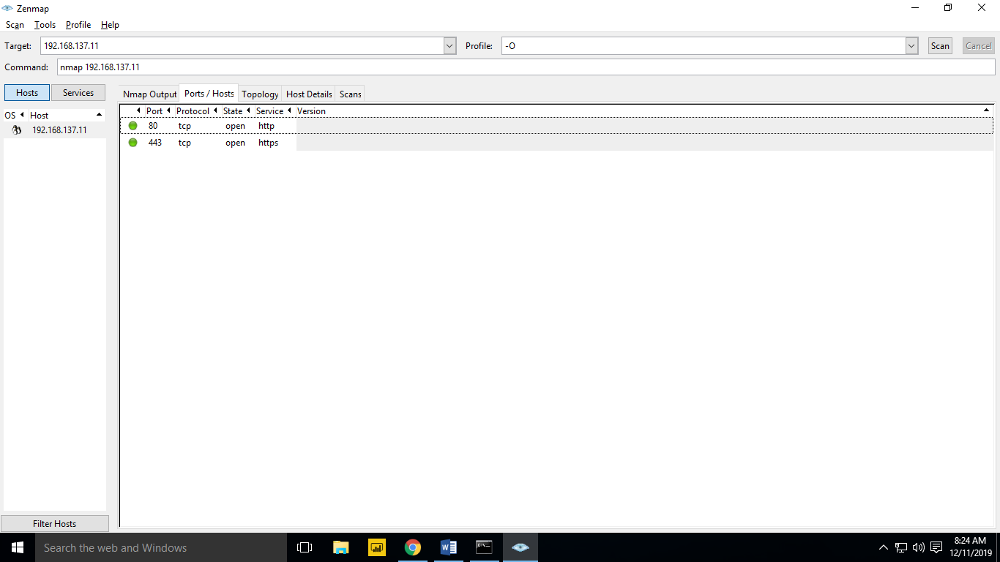 Zenmap
Scan Tools Profile Help
Target: 192.168.137.11 Profile: -O Scan Cancel
Command: nmap 192.168.137.11
Hosts Services
Nmap Output Ports / Hosts Topology Host Details Scans
OS Host
192.168.137.11
Port Protocol State Service Version
80 tcp open http
443 tcp open https
Filter Hosts
Search the web and Windows
8:24 AM
12/11/2019